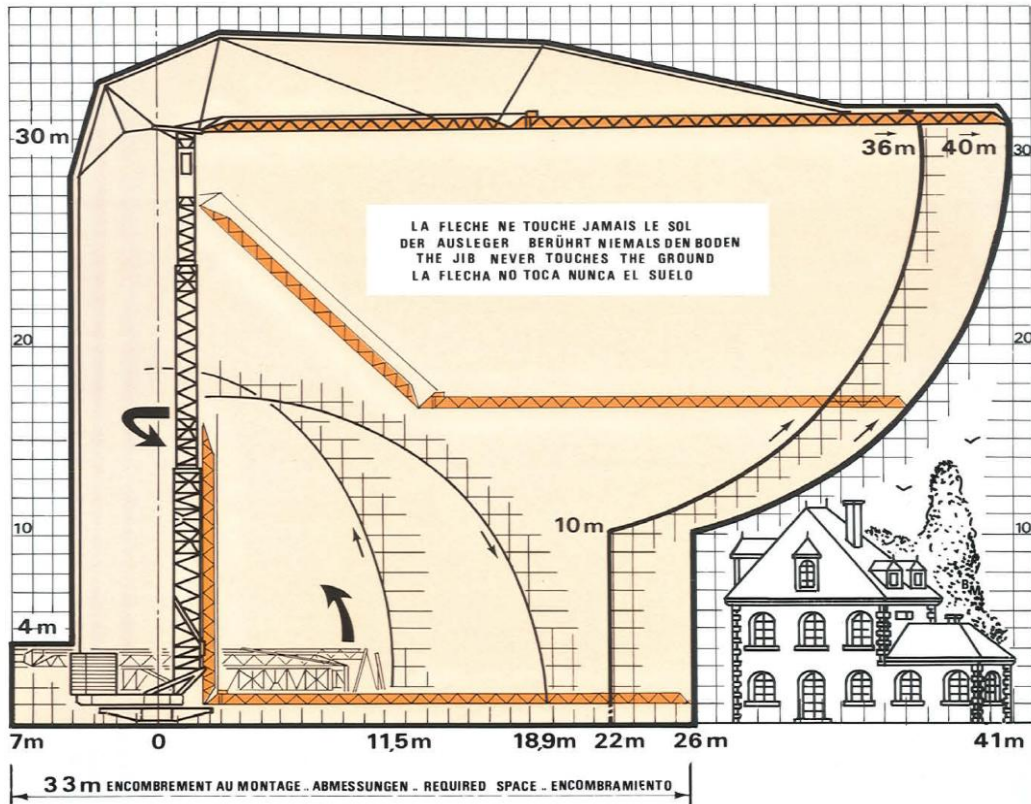 30 m
30
36m 40m
LA FLECHE NE TOUCHE JAMAIS LE SOL
DER AUSLEGER BERÜHRT NIEMALS DEN BODEN
THE JIB NEVER TOUCHES THE GROUND
LA FLECHA NO TOCA NUNCA EL SUELO
20
20
10
10m
10
4 m
7m 0 11,5m 18,9m 22m 26m 41m
33m ENCOMBREMENT AU MONTAGE - ABMESSUNGEN - REQUIRED SPACE - ENCOMBRAMIENTO